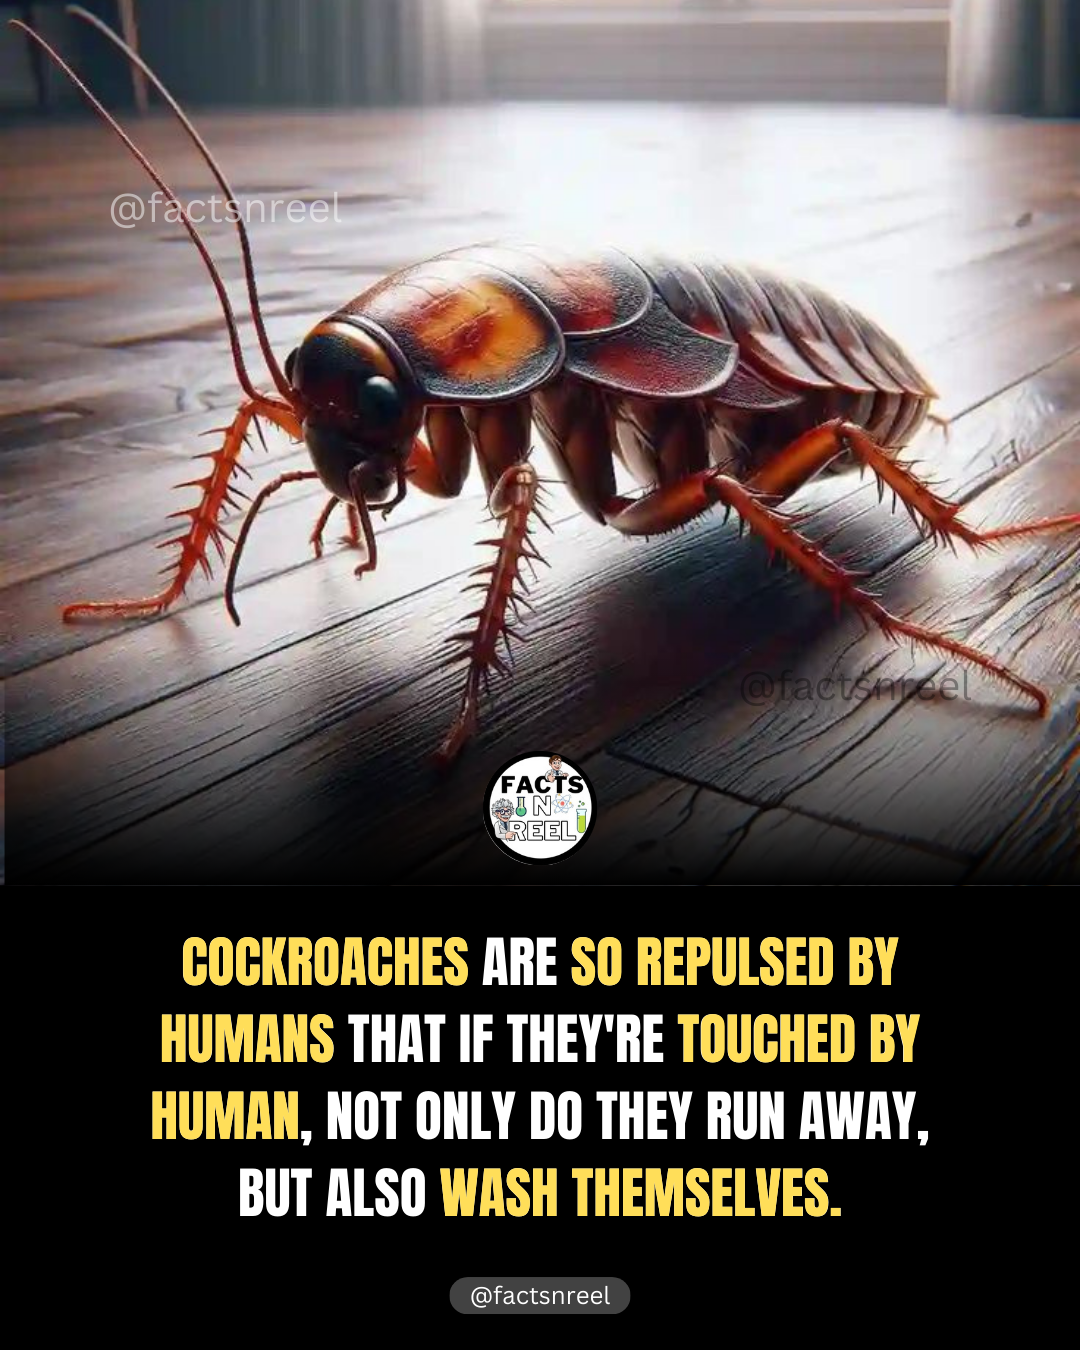 @factsnreel
@factsnreel
FACTS
IN
REEL
COCKROACHES ARE SO REPULSED BY
HUMANS THAT IF THEY'RE TOUCHED BY
HUMAN, NOT ONLY DO THEY RUN AWAY,
BUT ALSO WASH THEMSELVES.
@factsnreel